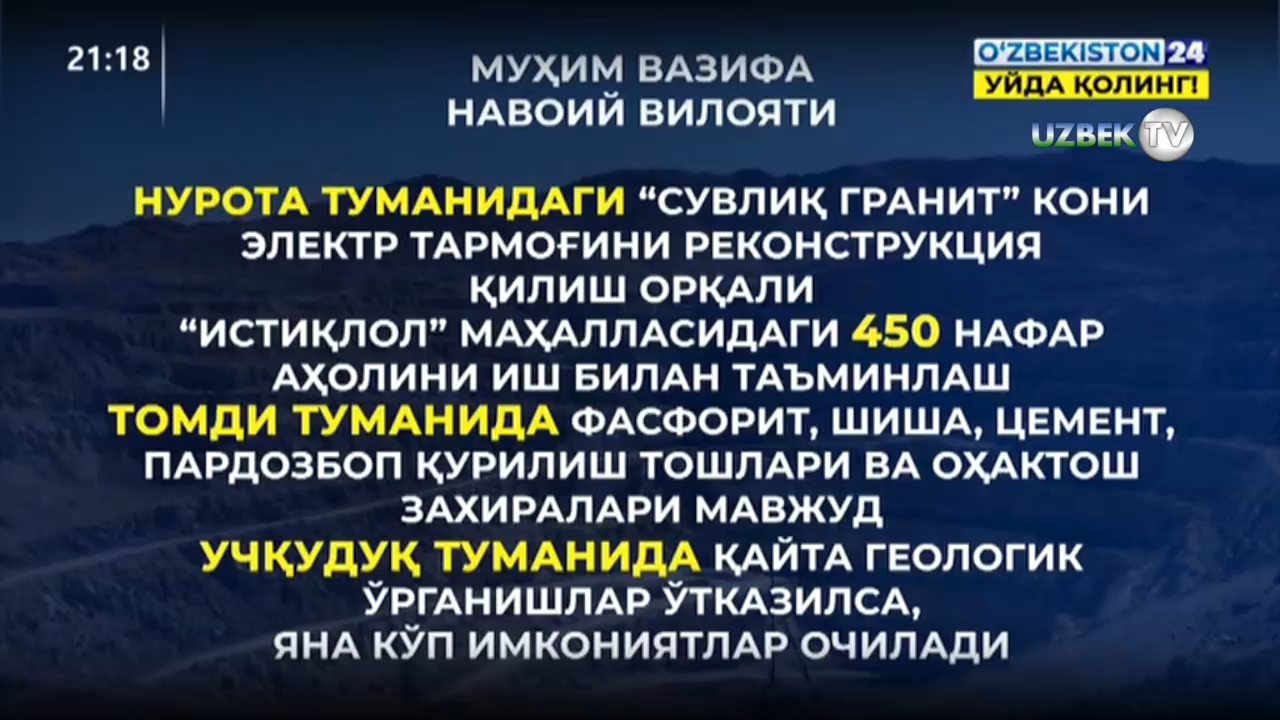 21:18
МУҲИМ ВАЗИФА
НАВОИЙ ВИЛОЯТИ
O‘ZBEKISTON 24
УЙДА ҚОЛИНГ!
UZBEK TV
НУРОТА ТУМАНИДАГИ “СУВЛИҚ ГРАНИТ” КОНИ
ЭЛЕКТР ТАРМОҒИНИ РЕКОНСТРУКЦИЯ
ҚИЛИШ ОРҚАЛИ
“ИСТИҚЛОЛ” МАҲАЛЛАСИДАГИ 450 НАФАР
АҲОЛИНИ ИШ БИЛАН ТАЪМИНЛАШ
ТОМДИ ТУМАНИДА ФАСФОРИТ, ШИША, ЦЕМЕНТ,
ПАРДОЗБОП ҚУРИЛИШ ТОШЛАРИ ВА ОҲАКТОШ
ЗАХИРАЛАРИ МАВЖУД
УЧҚУДУҚ ТУМАНИДА ҚАЙТА ГЕОЛОГИК
ЎРГАНИШЛАР ЎТКАЗИЛСА,
ЯНА КЎП ИМКОНИЯТЛАР ОЧИЛАДИ